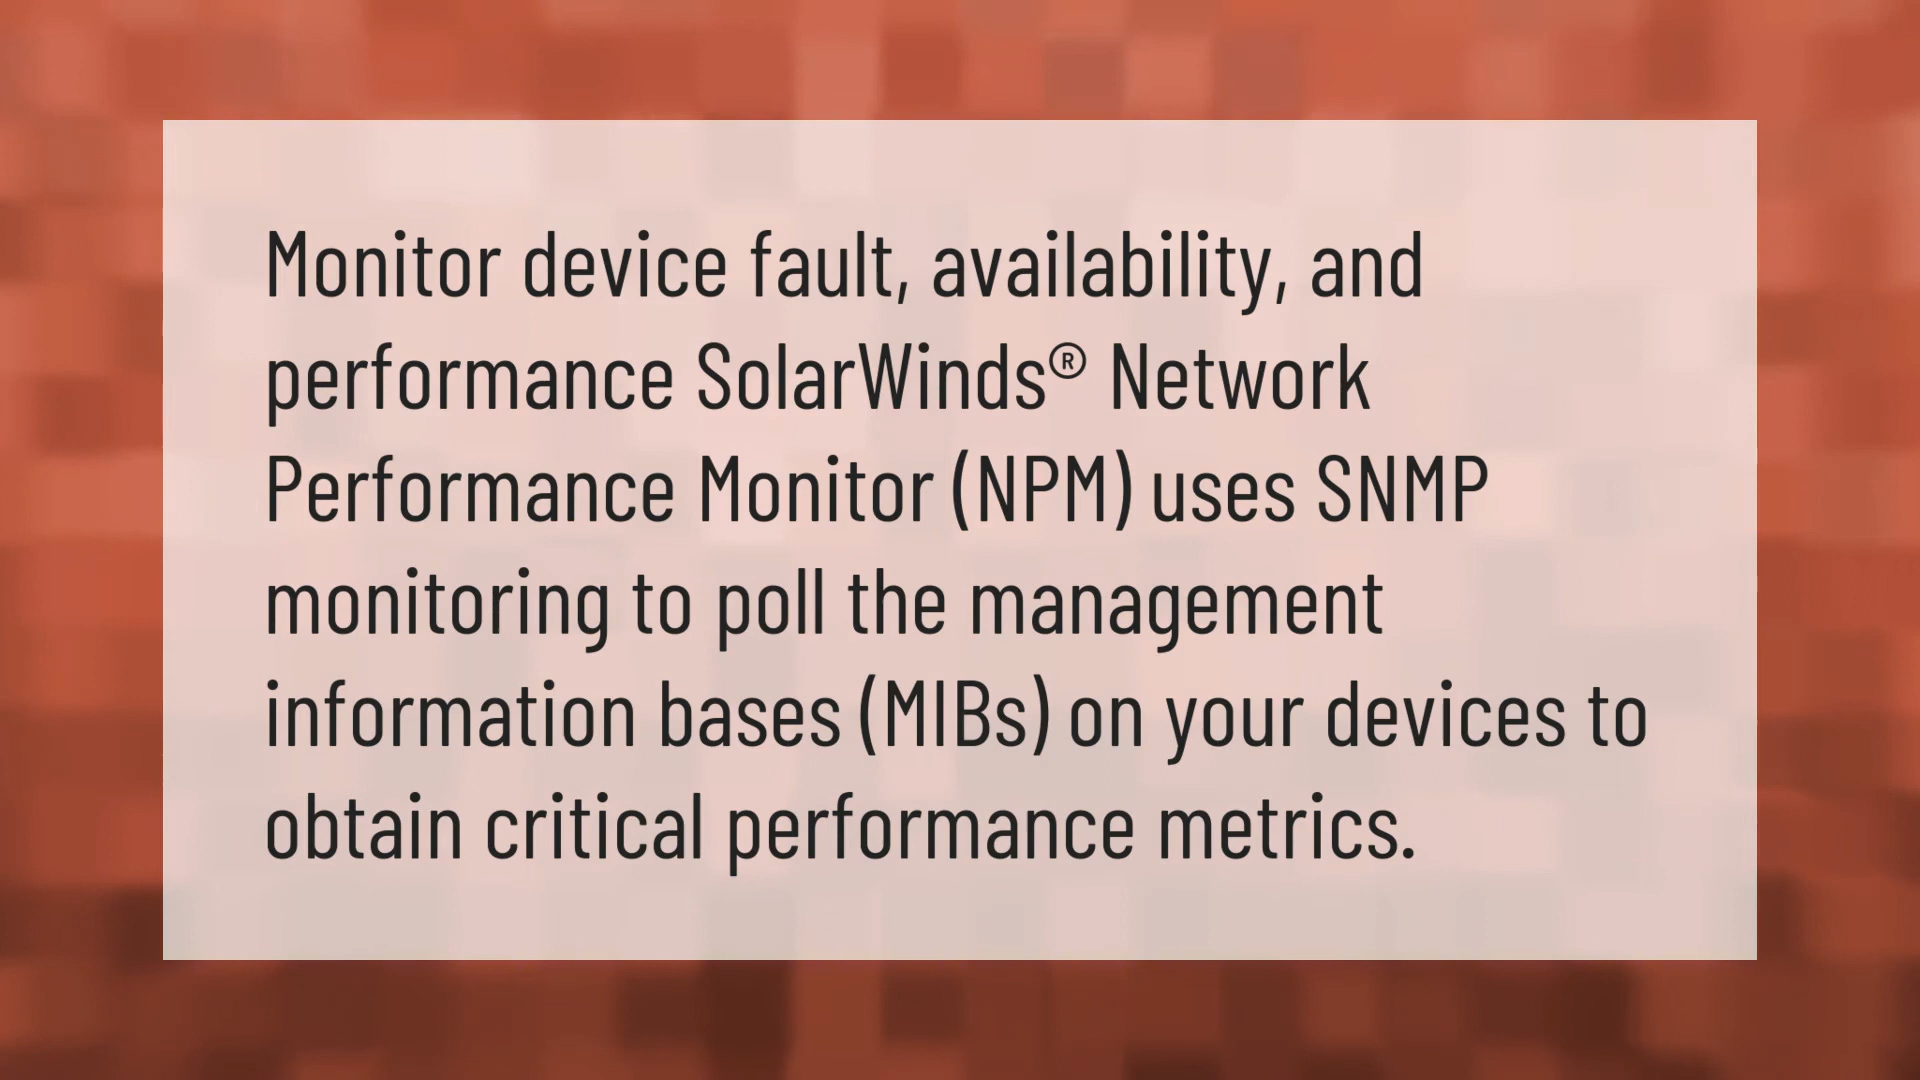 Monitor device fault, availability, and
performance SolarWinds® Network
Performance Monitor (NPM) uses SNMP
monitoring to poll the management
information bases (MIBs) on your devices to
obtain critical performance metrics.